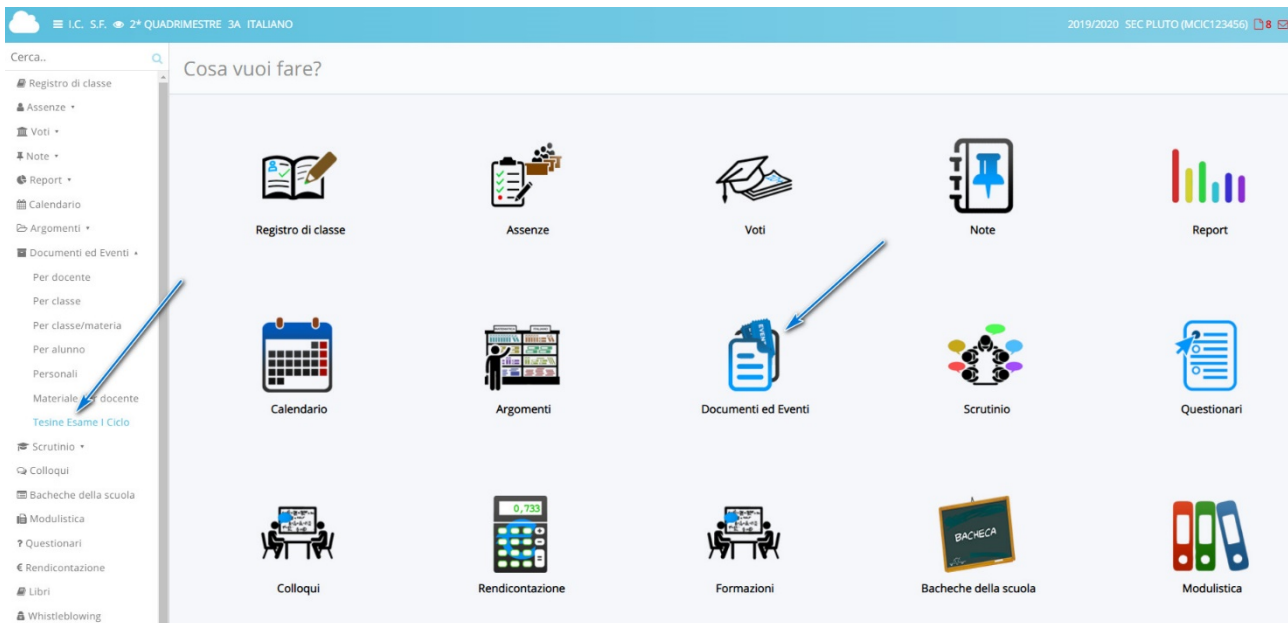 I.C. S.F. 2* QUADRIMESTRE 3A ITALIANO
2019/2020 SEC PLUTO (MCIC123456) 8
Cerca..
Registro di classe
Assenze
Voti
Note
Report
Calendario
Argomenti
Documenti ed Eventi
Per docente
Per classe
Per classe/materia
Per alunno
Personali
Materiale docente
Tesine Esame I Ciclo
Scrutinio
Colloqui
Bacheche della scuola
Modulistica
? Questionari
€ Rendicontazione
Libri
Whistleblowing
Cosa vuoi fare?
Registro di classe
Assenze
Voti
Note
Report
Calendario
Argomenti
EVENTI
Documenti ed Eventi
Scrutinio
Questionari
Colloqui
0,733
Rendicontazione
Formazioni
BACHECA
Bacheche della scuola
Modulistica